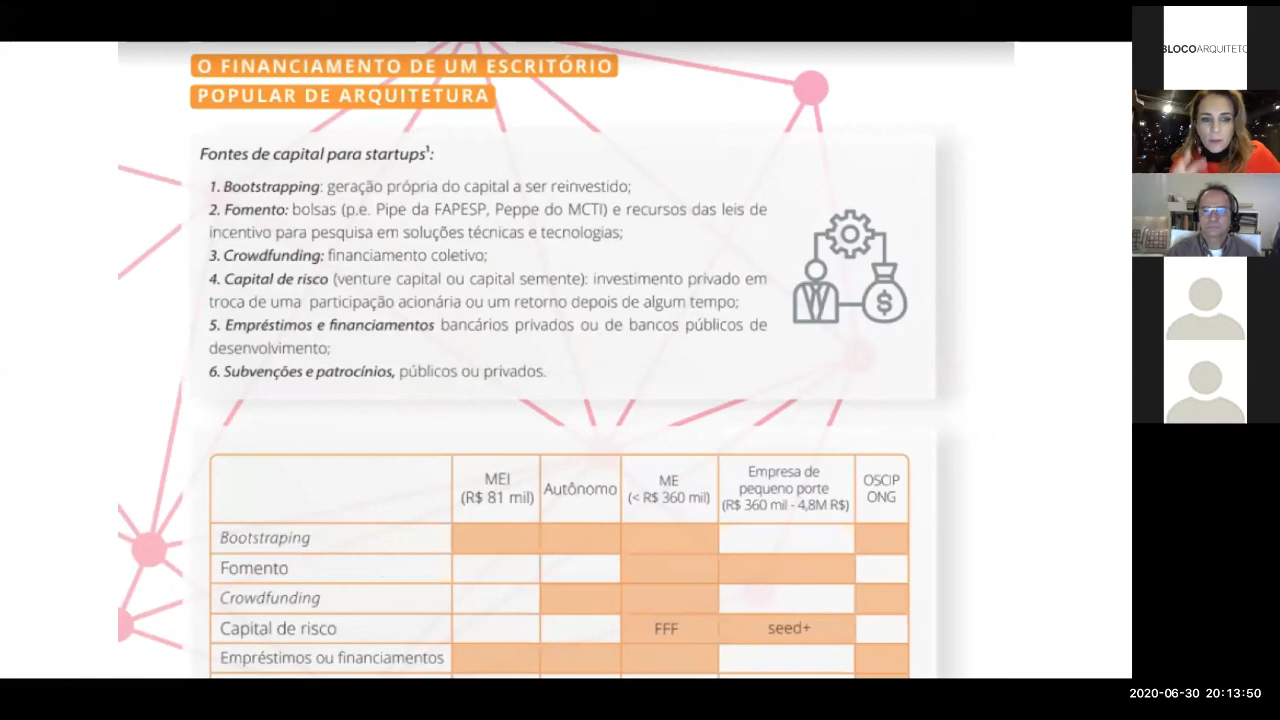 O FINANCIAMENTO DE UM ESCRITÓRIO
POPULAR DE ARQUITETURA
Fontes de capital para startups¹:
1. Bootstrapping: geração própria do capital a ser reinvestido;
2. Fomento: bolsas (p.e. Pipe da FAPESP, Peppe do MCTI) e recursos das leis de
incentivo para pesquisa em soluções técnicas e tecnologias;
3. Crowdfunding: financiamento coletivo;
4. Capital de risco (venture capital ou capital semente): investimento privado em
troca de uma participação acionária ou um retorno depois de algum tempo;
5. Empréstimos e financiamentos bancários privados ou de bancos públicos de
desenvolvimento;
6. Subvenções e patrocínios, públicos ou privados.
$
MEI
(R$ 81 mil)
Autônomo
ME
(< R$ 360 mil)
Empresa de
pequeno porte
(R$ 360 mil - 4,8M R$)
OSCIP
ONG
Bootstraping
Fomento
Crowdfunding
Capital de risco
FFF
seed+
Empréstimos ou financiamentos
BLOCOARQUITETO
2020-06-30 20:13:50